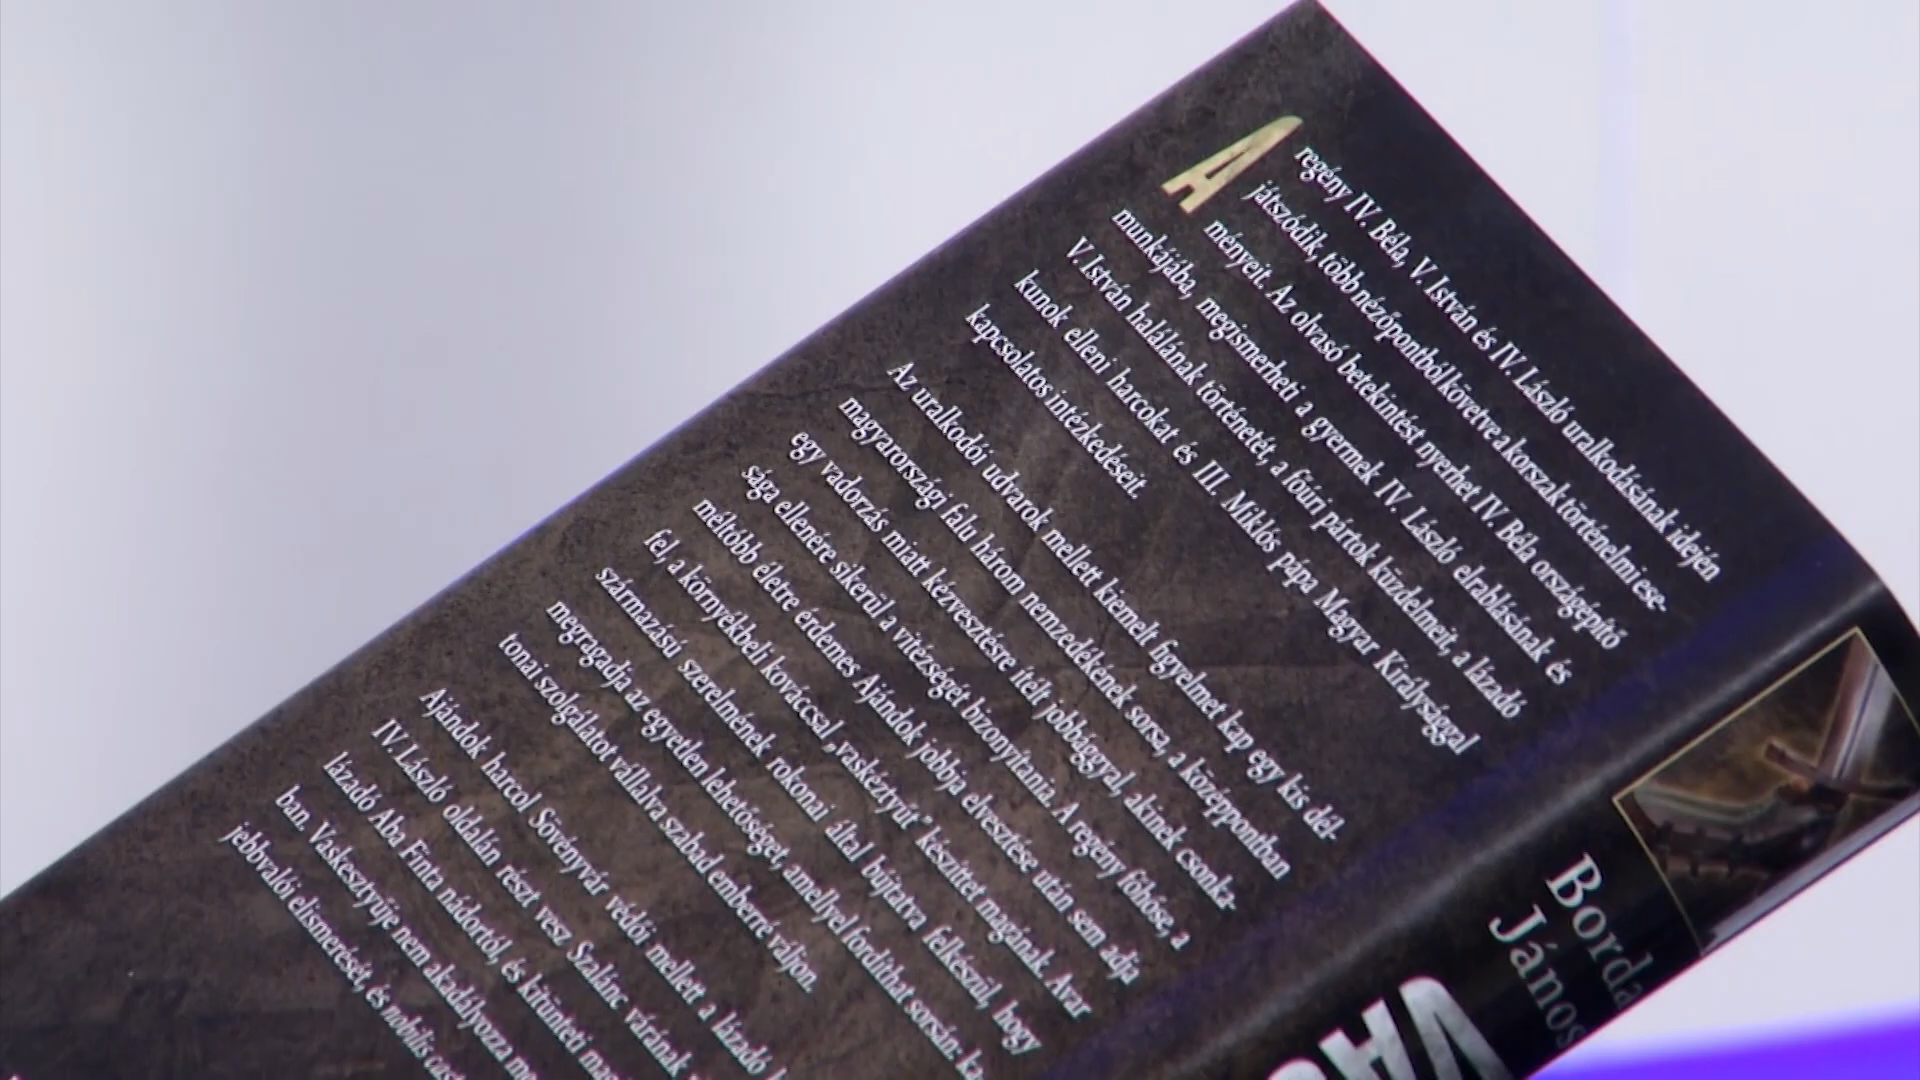 A regény IV. Béla, V. István és IV. László uralkodásának idején
játszódik, több nézőpontból követve a korszak történelmi ese-
ményeit. Az olvasó betekintést nyerhet IV. Béla országépítő
munkájába, megismerheti a gyermek IV. László elrablásának és
V. István halálának történetét, a főúri pártok küzdelmeit, a lázadó
kunok elleni harcokat és III. Miklós pápa Magyar Királysággal
kapcsolatos intézkedéseit.
Az uralkodói udvarok mellett kiemelt figyelmet kap egy kis dél-
magyarországi falu három nemzedékének sorsa, a középpontban
egy vadorzás miatt kézvesztésre ítélt jobbággyal, akinek csonka-
sága ellenére sikerül a vitézségét bizonyítania. A regény főhőse, a
méltóbb életre érdemes Ajándok jobbja elvesztése után sem adja
fel, a környékbeli kováccsal „vaskéztyűt” készíttet magának. Avar
származású szerelmének rokonai által bújtatva felkészül, hogy
megragadja az egyetlen lehetőséget, amellyel fordíthat sorsán: ka-
tonai szolgálatot vállalva szabad emberré váljon.
Ajándok harcol Sövényvár védői mellett a lázadó
IV. László oldalán részt vesz Szalánc várának
lázadó Aba Finta nádortól, és kitünteti
ban. Vaskesztyűje nem akadályozza
jebbvalói elismerését, és nobilis
Borda
János